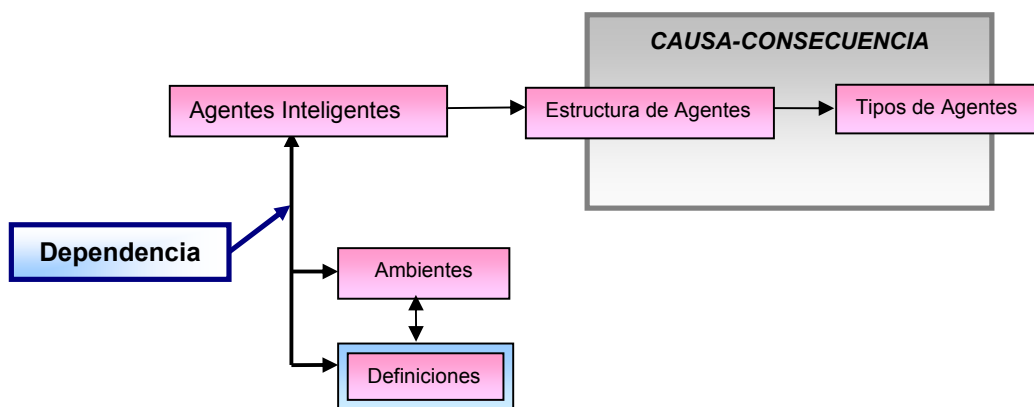 CAUSA-CONSECUENCIA
Agentes Inteligentes
Estructura de Agentes
Tipos de Agentes
Dependencia
Ambientes
Definiciones